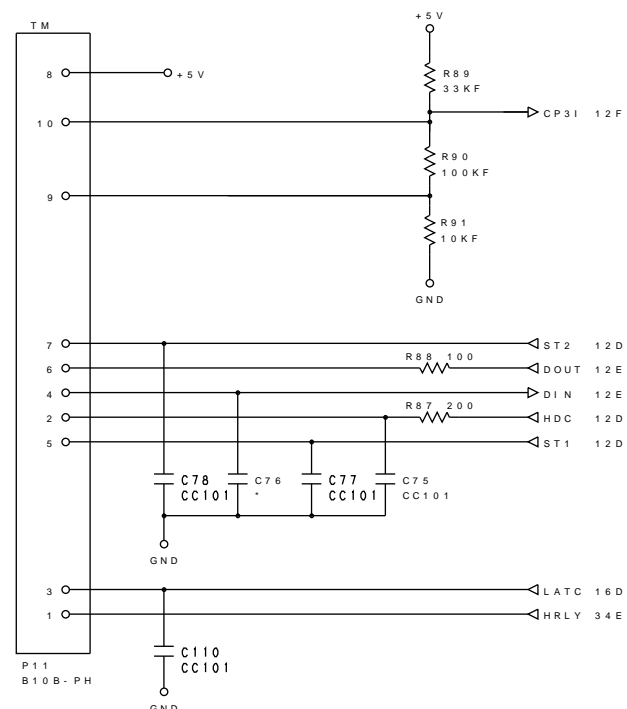 +5V
TM
8
+5V
R89
33KF
CP3I 12F
10
R90
100KF
9
R91
10KF
GND
7
ST2 12D
R88 100
6
DOUT 12E
4
DIN 12E
R87 200
2
HDC 12D
5
ST1 12D
C78
CC101
C76
*
C77
CC101
C75
CC101
GND
3
LATC 16D
1
HRLY 34E
C110
CC101
P11
B10B-PH
GND